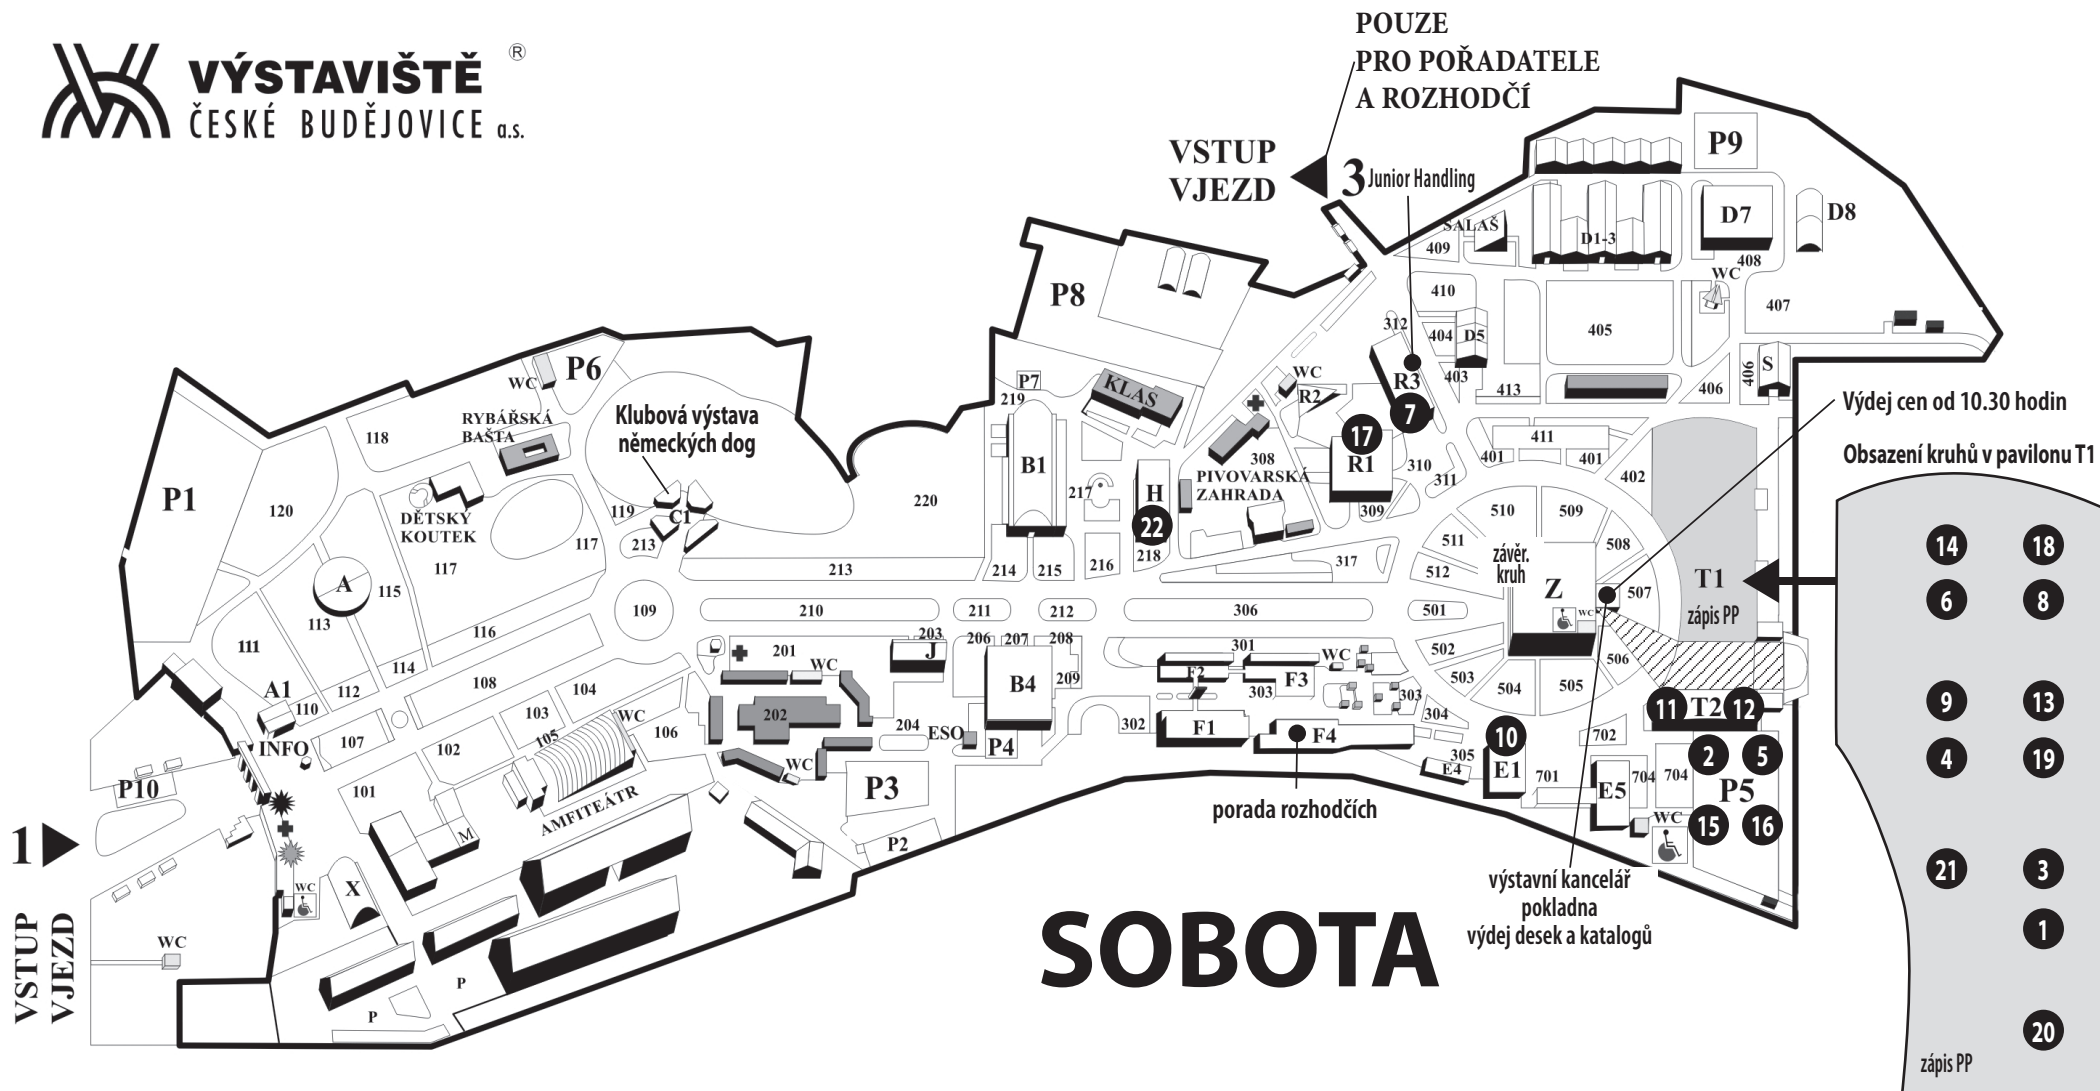 VÝSTAVIŠTĚ ®
ČESKÉ BUDĚJOVICE a.s.
POUZE
PRO POŘADATELE
A ROZHODČÍ
VSTUP
VJEZD
3
Junior Handling
P9
D7
D8
SALAŠ
409
D1-3
408
WC
410
407
312
404
D5
405
403
413
406
406
S
P8
P7
219
KLAS
WC
R2
R3
7
17
R1
P6
WC
RYBÁŘSKÁ
BAŠTA
118
Klubová výstava
německých dog
P1
120
DĚTSKÝ
KOUTEK
119
C1
213
117
117
115
A
113
111
116
114
112
109
220
B1
217
H
22
218
308
PIVOVARSKÁ
ZAHRADA
310
311
309
401
411
401
402
510
509
511
508
512
závěr.
kruh
Z
WC
507
T1
zápis PP
213
214
215
216
317
210
211
212
306
501
502
503
504
505
506
A1
110
INFO
107
108
104
103
102
105
WC
106
101
M
AMFITEÁTR
201
WC
202
203
J
204
206
207
208
209
B4
ESO
P4
WC
P3
P2
301
F2
303
F3
WC
303
302
F1
F4
304
305
E4
10
E1
701
702
E5
704
704
WC
11
T2
12
2
5
P5
15
16
porada rozhodčích
výstavní kancelář
pokladna
výdej desek a katalogů
P10
1
VSTUP
VJEZD
WC
WC
X
P
P
SOBOTA
Výdej cen od 10.30 hodin
Obsazení kruhů v pavilonu T1
14
18
6
8
9
13
4
19
21
3
1
20
zápis PP